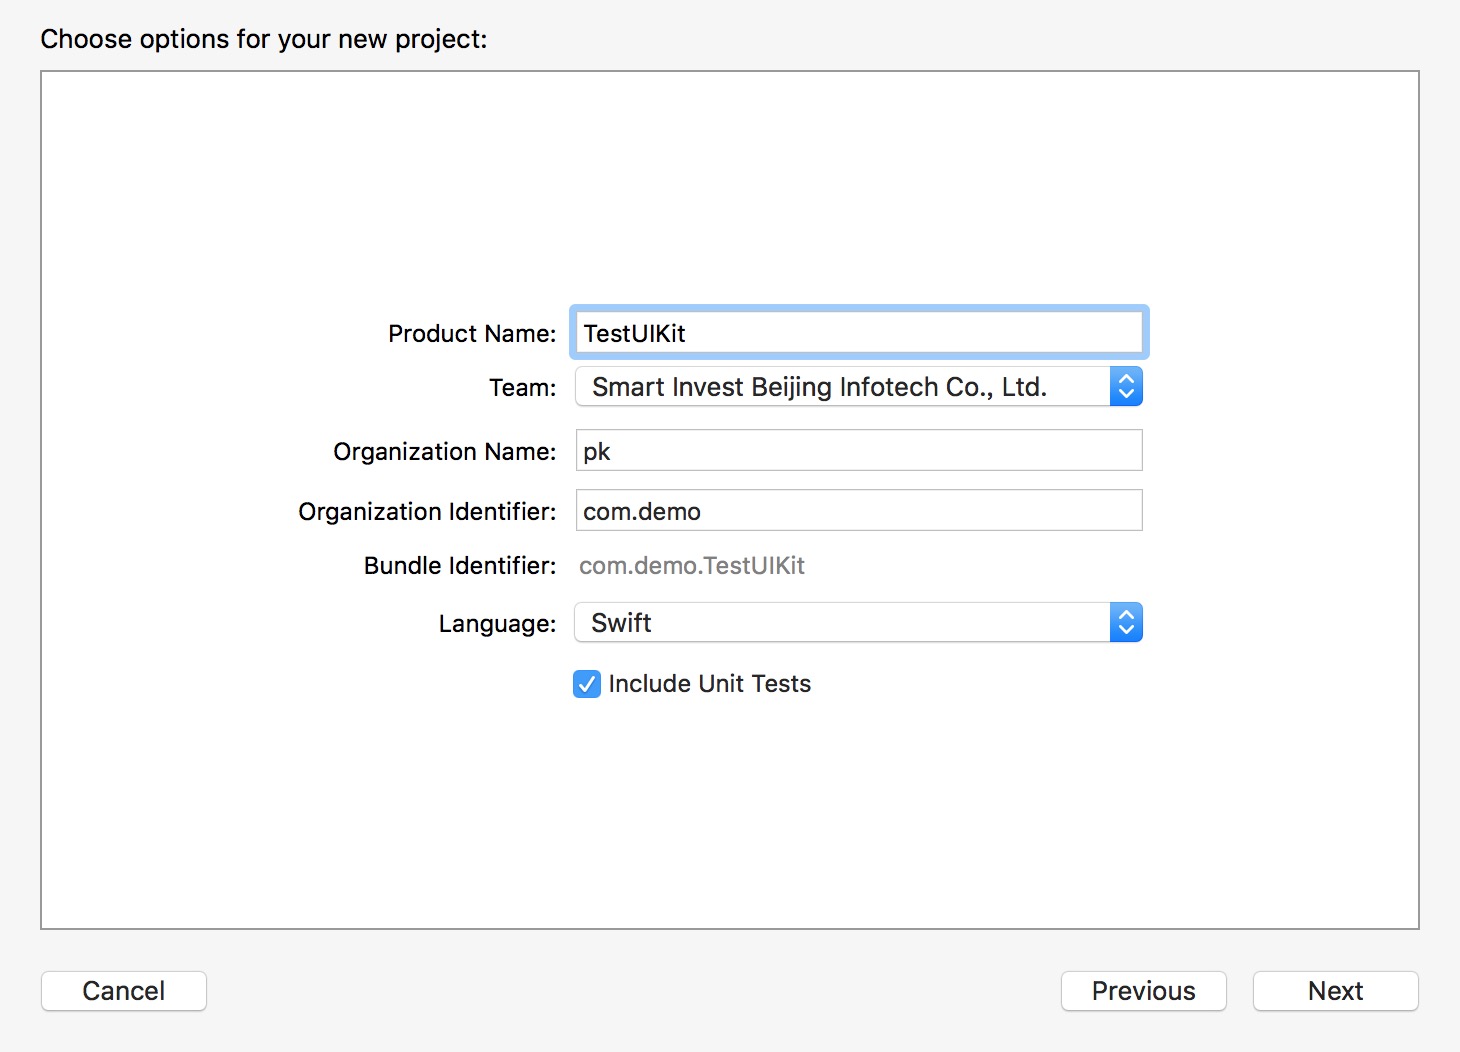 Choose options for your new project:
Product Name: TestUIKit
Team: Smart Invest Beijing Infotech Co., Ltd.
Organization Name: pk
Organization Identifier: com.demo
Bundle Identifier: com.demo.TestUIKit
Language: Swift
Include Unit Tests
Cancel Previous Next